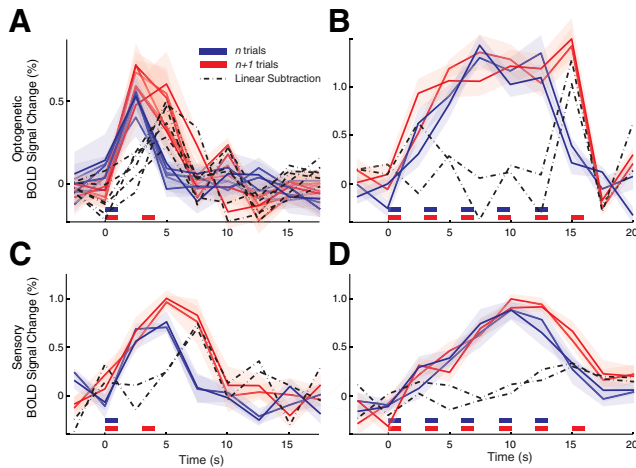 A
B
n trials
n+1 trials
Linear Subtraction
Optogenetic
BOLD Signal Change (%)
0.5
0
1.5
1.0
0.5
0
0 5 10 15
0 5 10 15 20
C
D
Sensory
BOLD Signal Change (%)
1.0
0.5
0
1.0
0.5
0
0 5 10 15
0 5 10 15 20
Time (s)
Time (s)